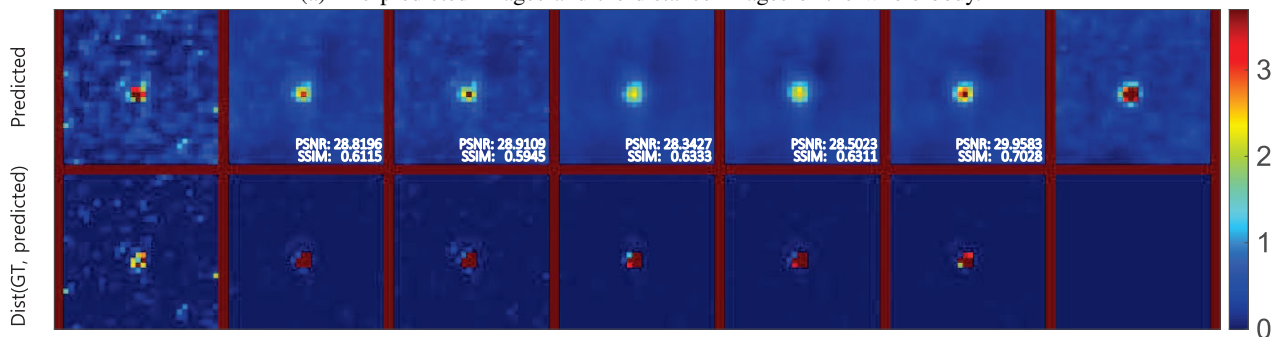 Predicted
PSNR: 28.8196
SSIM: 0.6115
PSNR: 28.9109
SSIM: 0.5945
PSNR: 28.3427
SSIM: 0.6333
PSNR: 28.5023
SSIM: 0.6311
PSNR: 29.9583
SSIM: 0.7028
Dist(GT, predicted)
3
2
1
0